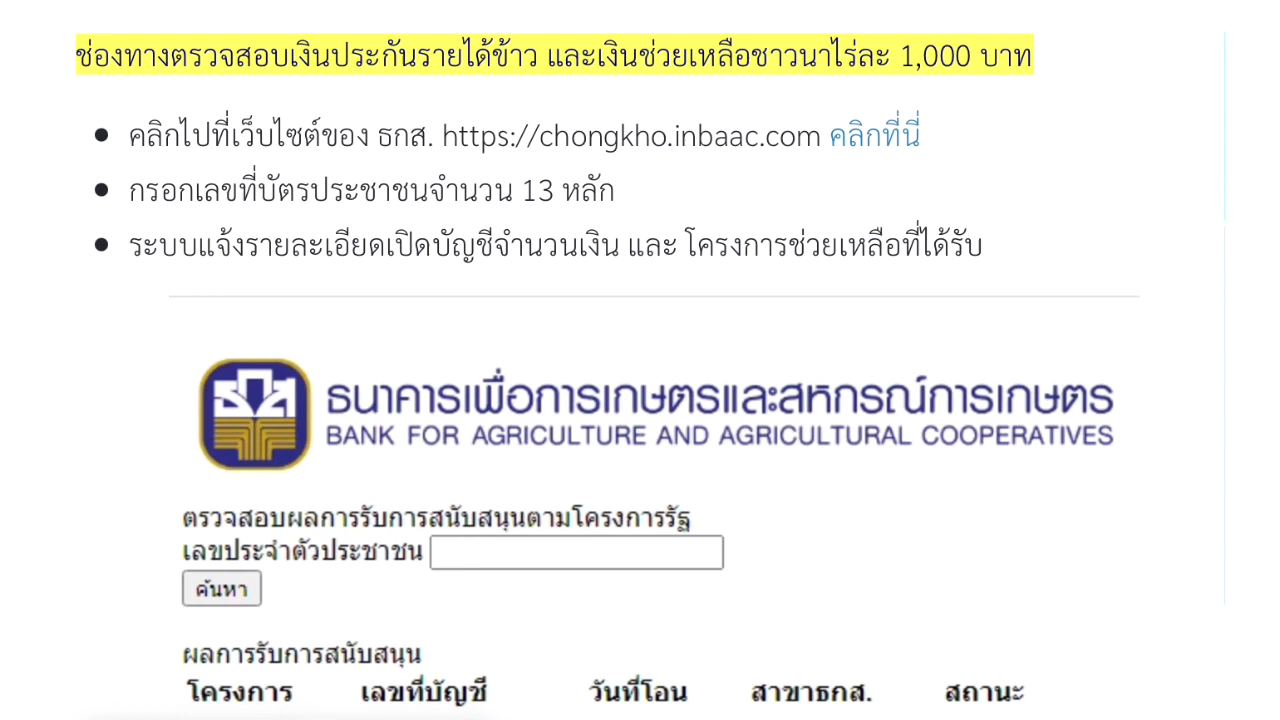 ช่องทางตรวจสอบเงินประกันรายได้ข้าว และเงินช่วยเหลือชาวนาไร่ละ 1,000 บาท
คลิกไปที่เว็บไซต์ของ ธกส. https://chongkho.inbaac.com คลิกที่นี่
กรอกเลขที่บัตรประชาชนจำนวน 13 หลัก
ระบบแจ้งรายละเอียดเปิดบัญชีจำนวนเงิน และ โครงการช่วยเหลือที่ได้รับ
ธนาคารเพื่อการเกษตรและสหกรณ์การเกษตร
BANK FOR AGRICULTURE AND AGRICULTURAL COOPERATIVES
ตรวจสอบผลการรับการสนับสนุนตามโครงการรัฐ
เลขประจำตัวประชาชน
ค้นหา
ผลการรับการสนับสนุน
โครงการ เลขที่บัญชี วันที่โอน สาขาธกส. สถานะ